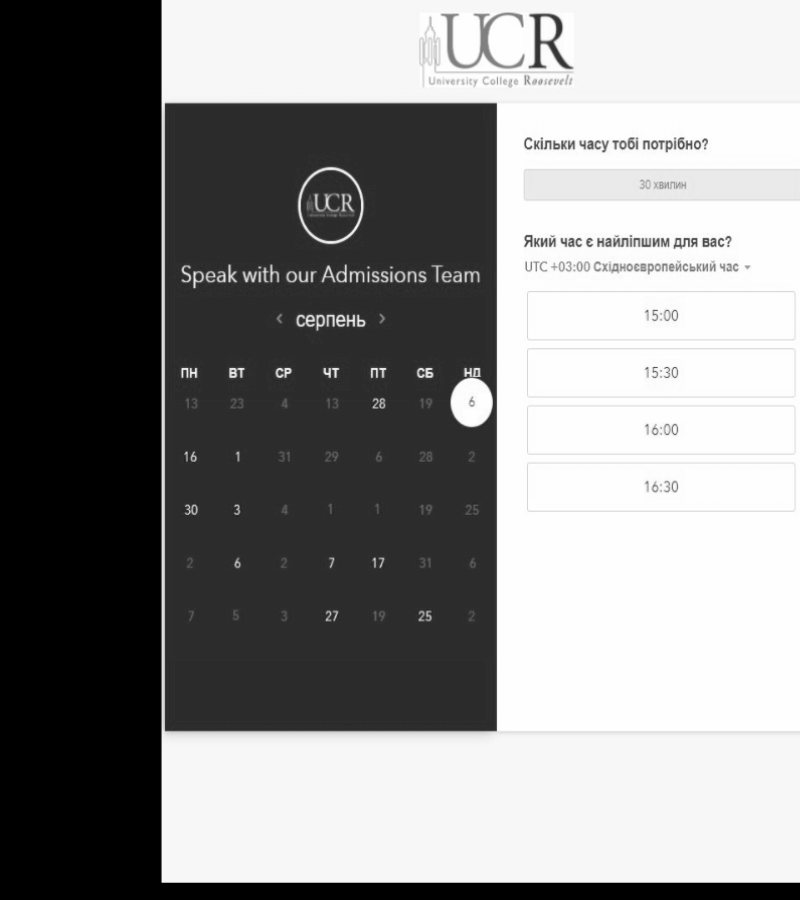 UCR
University College Roosevelt
UCR
Speak with our Admissions Team
серпень
ПН ВТ СР ЧТ ПТ СБ НД
13 23 4 13 28 19 6
16 1 31 29 6 28 2
30 3 4 1 1 19 25
2 6 2 7 17 31 6
7 5 3 27 19 25 2
Скільки часу тобі потрібно?
30 хвилин
Який час є найліпшим для вас?
UTC +03:00 Східноєвропейський час
15:00
15:30
16:00
16:30